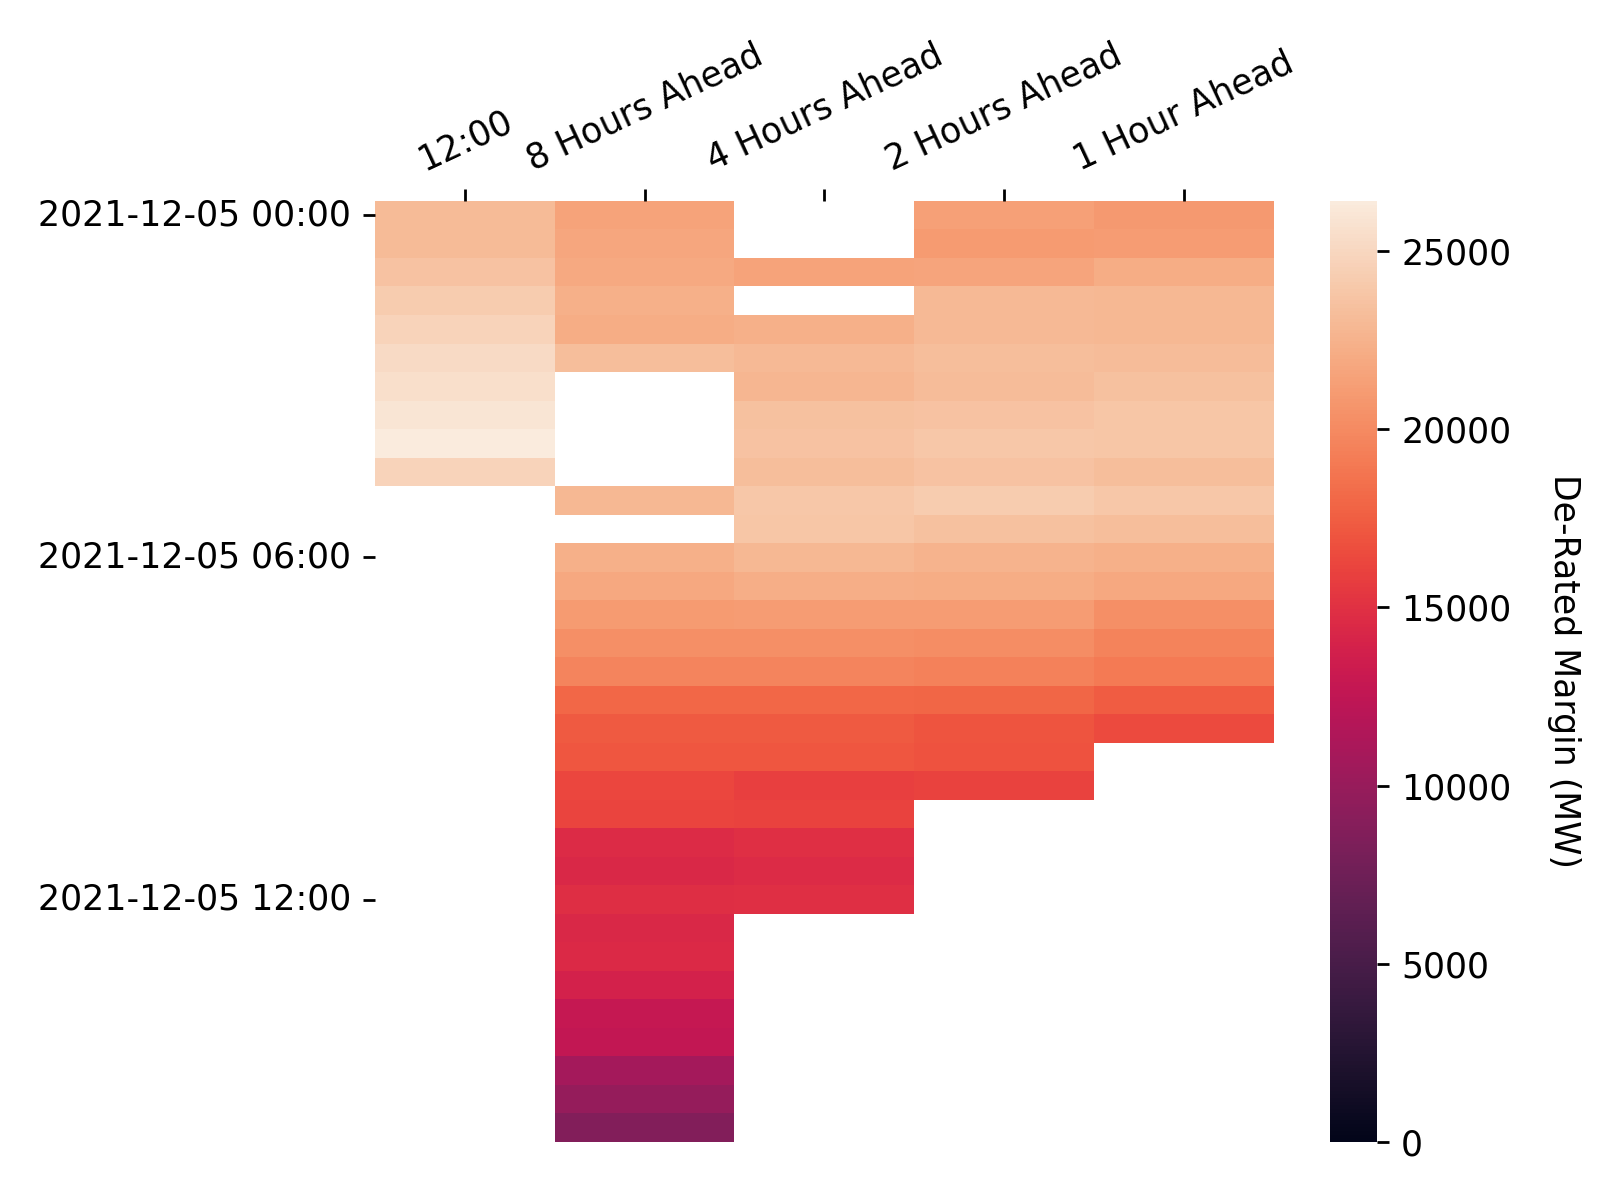 12:00
8 Hours Ahead
4 Hours Ahead
2 Hours Ahead
1 Hour Ahead
2021-12-05 00:00
2021-12-05 06:00
2021-12-05 12:00
25000
20000
15000
10000
5000
0
De-Rated Margin (MW)